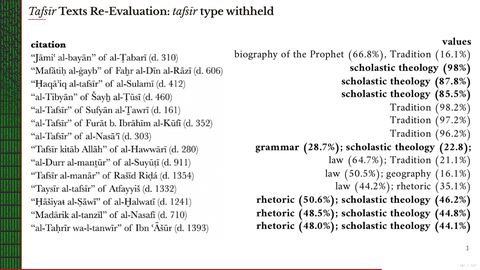 Tafsīr Texts Re-Evaluation: tafsīr type withheld
citation values
“Jāmiʿ al-bayān” of al-Ṭabarī (d. 310) biography of the Prophet (66.8%), Tradition (16.1%)
“Mafātīḥ al-ġayb” of Faḫr al-Dīn al-Rāzī (d. 606) scholastic theology (98%)
“Ḥaqāʾiq al-tafsīr” of al-Sulamī (d. 412) scholastic theology (87.8%)
“al-Tibyān” of Šayḫ al-Ṭūsī (d. 460) scholastic theology (85.5%)
“al-Tafsīr” of Sufyān al-Ṯawrī (d. 161) Tradition (98.2%)
“al-Tafsīr” of Furāt b. Ibrāhīm al-Kūfī (d. 352) Tradition (97.2%)
“al-Tafsīr” of al-Nasāʾī (d. 303) Tradition (96.2%)
“Tafsīr kitāb Allāh” of al-Hawwārī (d. 280) grammar (28.7%); scholastic theology (22.8);
“al-Durr al-manṯūr” of al-Suyūṭī (d. 911) law (64.7%); Tradition (21.1%)
“Tafsīr al-manār” of Rašīd Riḍā (d. 1354) law (50.5%); geography (16.1%)
“Taysīr al-tafsīr” of Aṭfayyiš (d. 1332) law (44.2%); rhetoric (35.1%)
“Ḥāšiyaẗ al-Ṣāwī” of al-Ḫalwatī (d. 1241) rhetoric (50.6%); scholastic theology (46.2%)
“Madārik al-tanzīl” of al-Nasafī (d. 710) rhetoric (48.5%); scholastic theology (44.8%)
“al-Taḥrīr wa-l-tanwīr” of Ibn ʿĀšūr (d. 1393) rhetoric (48.0%); scholastic theology (44.1%)
1